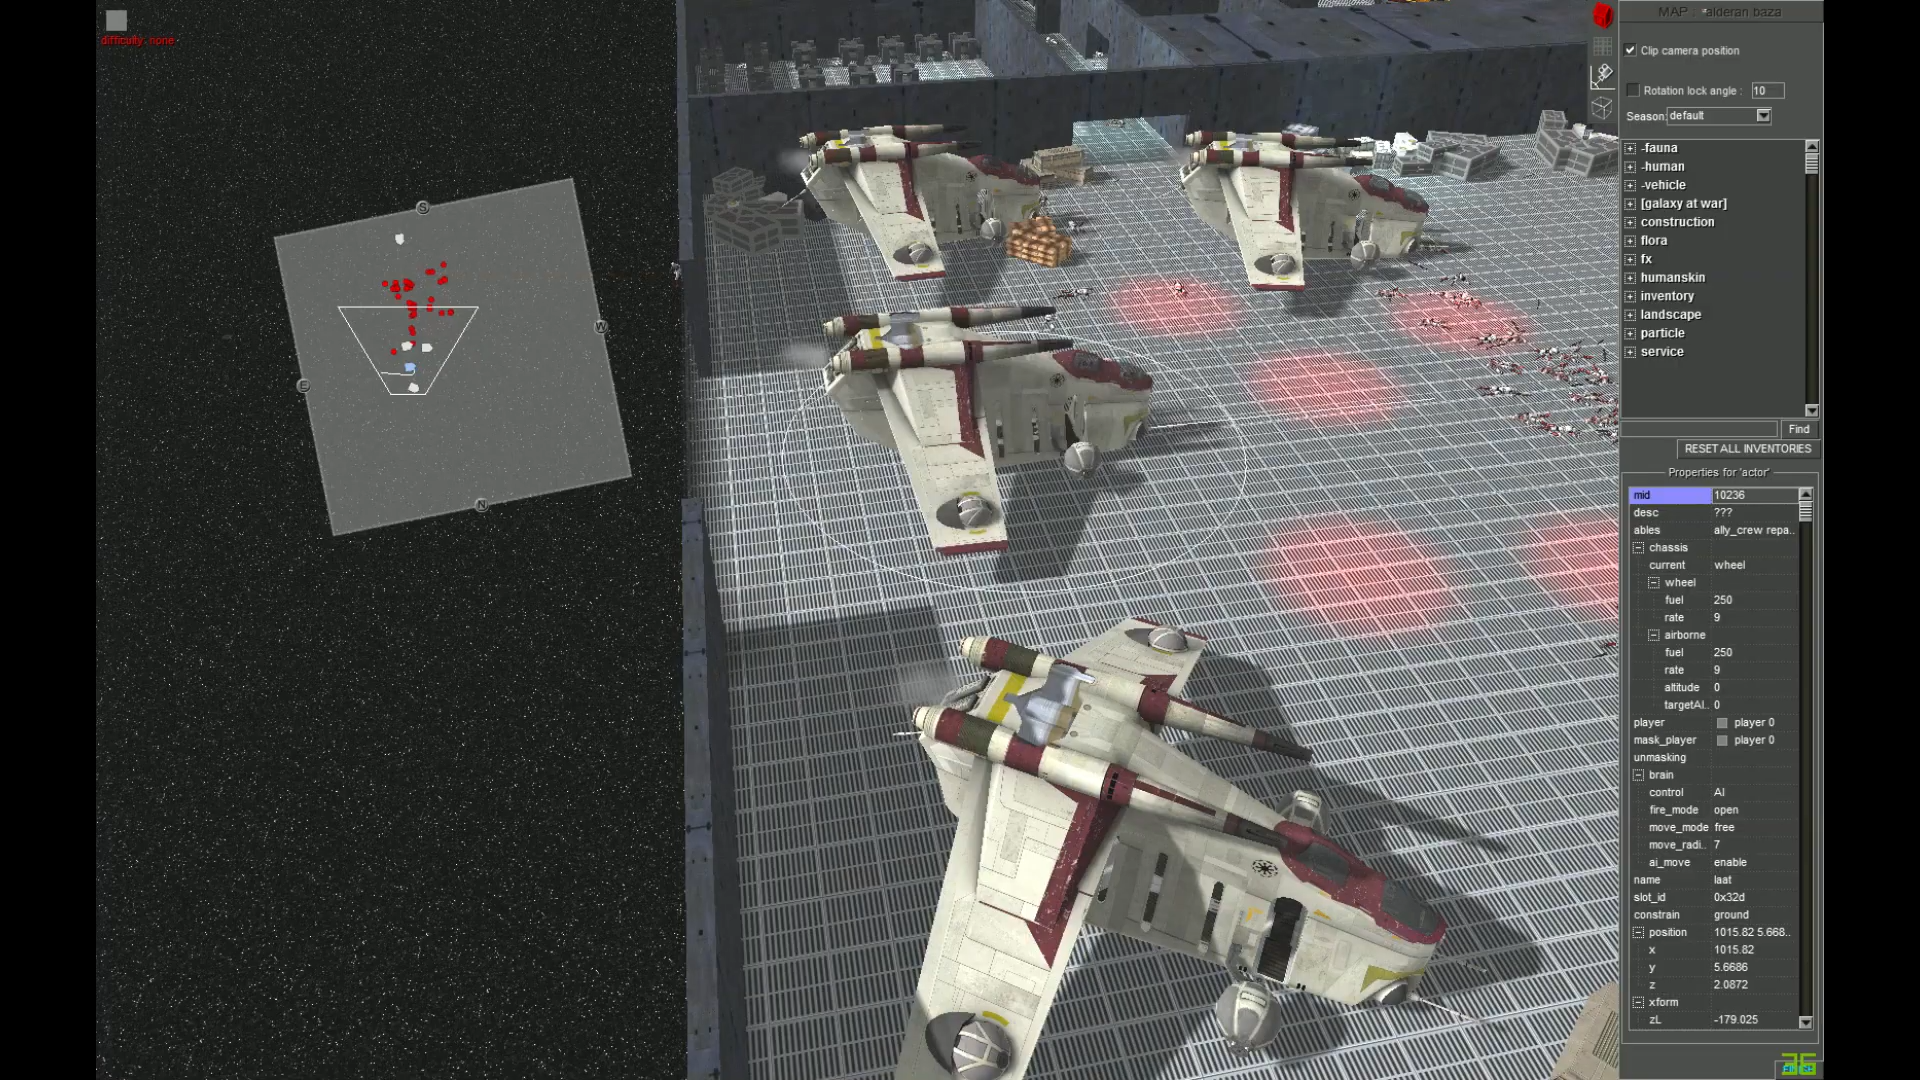 difficulty: none
S
W
E
N
MAP : *alderan baza
Clip camera position
Rotation lock angle : 10
Season: default
-fauna
-human
-vehicle
[galaxy at war]
construction
flora
fx
humanskin
inventory
landscape
particle
service
Find
RESET ALL INVENTORIES
Properties for 'actor'
mid 10236
desc ???
ables ally_crew repa..
chassis
current wheel
wheel
fuel 250
rate 9
airborne
fuel 250
rate 9
altitude 0
targetAl.. 0
player player 0
mask_player player 0
unmasking
brain
control AI
fire_mode open
move_mode free
move_radi.. 7
ai_move enable
name laat
slot_id 0x32d
constrain ground
position 1015.82 5.668..
x 1015.82
y 5.6686
z 2.0872
xform
zL -179.025